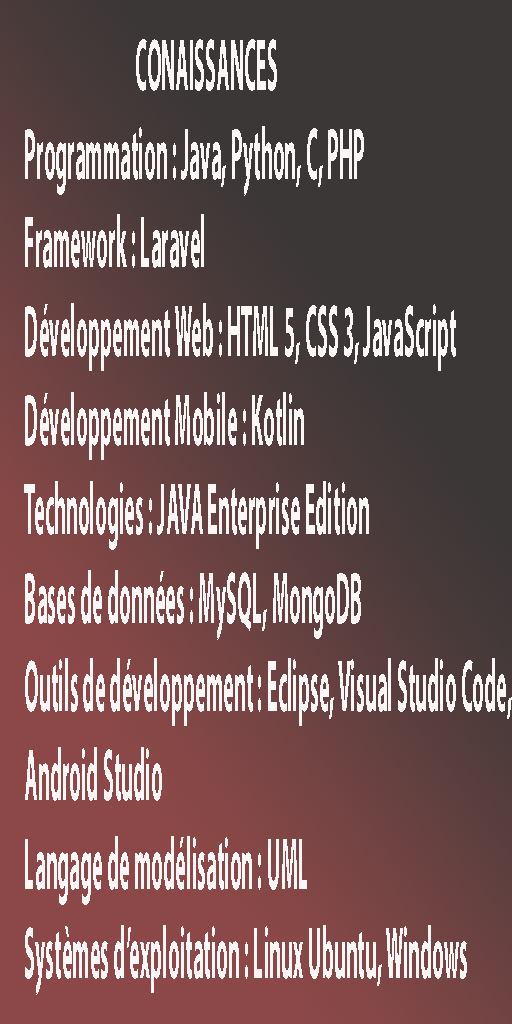 CONAISSANCES
Programmation : Java, Python, C, PHP
Framework : Laravel
Développement Web : HTML 5, CSS 3, JavaScript
Développement Mobile : Kotlin
Technologies : JAVA Enterprise Edition
Bases de données : MySQL, MongoDB
Outils de développement : Eclipse, Visual Studio Code,
Android Studio
Langage de modélisation : UML
Systèmes d'exploitation : Linux Ubuntu, Windows